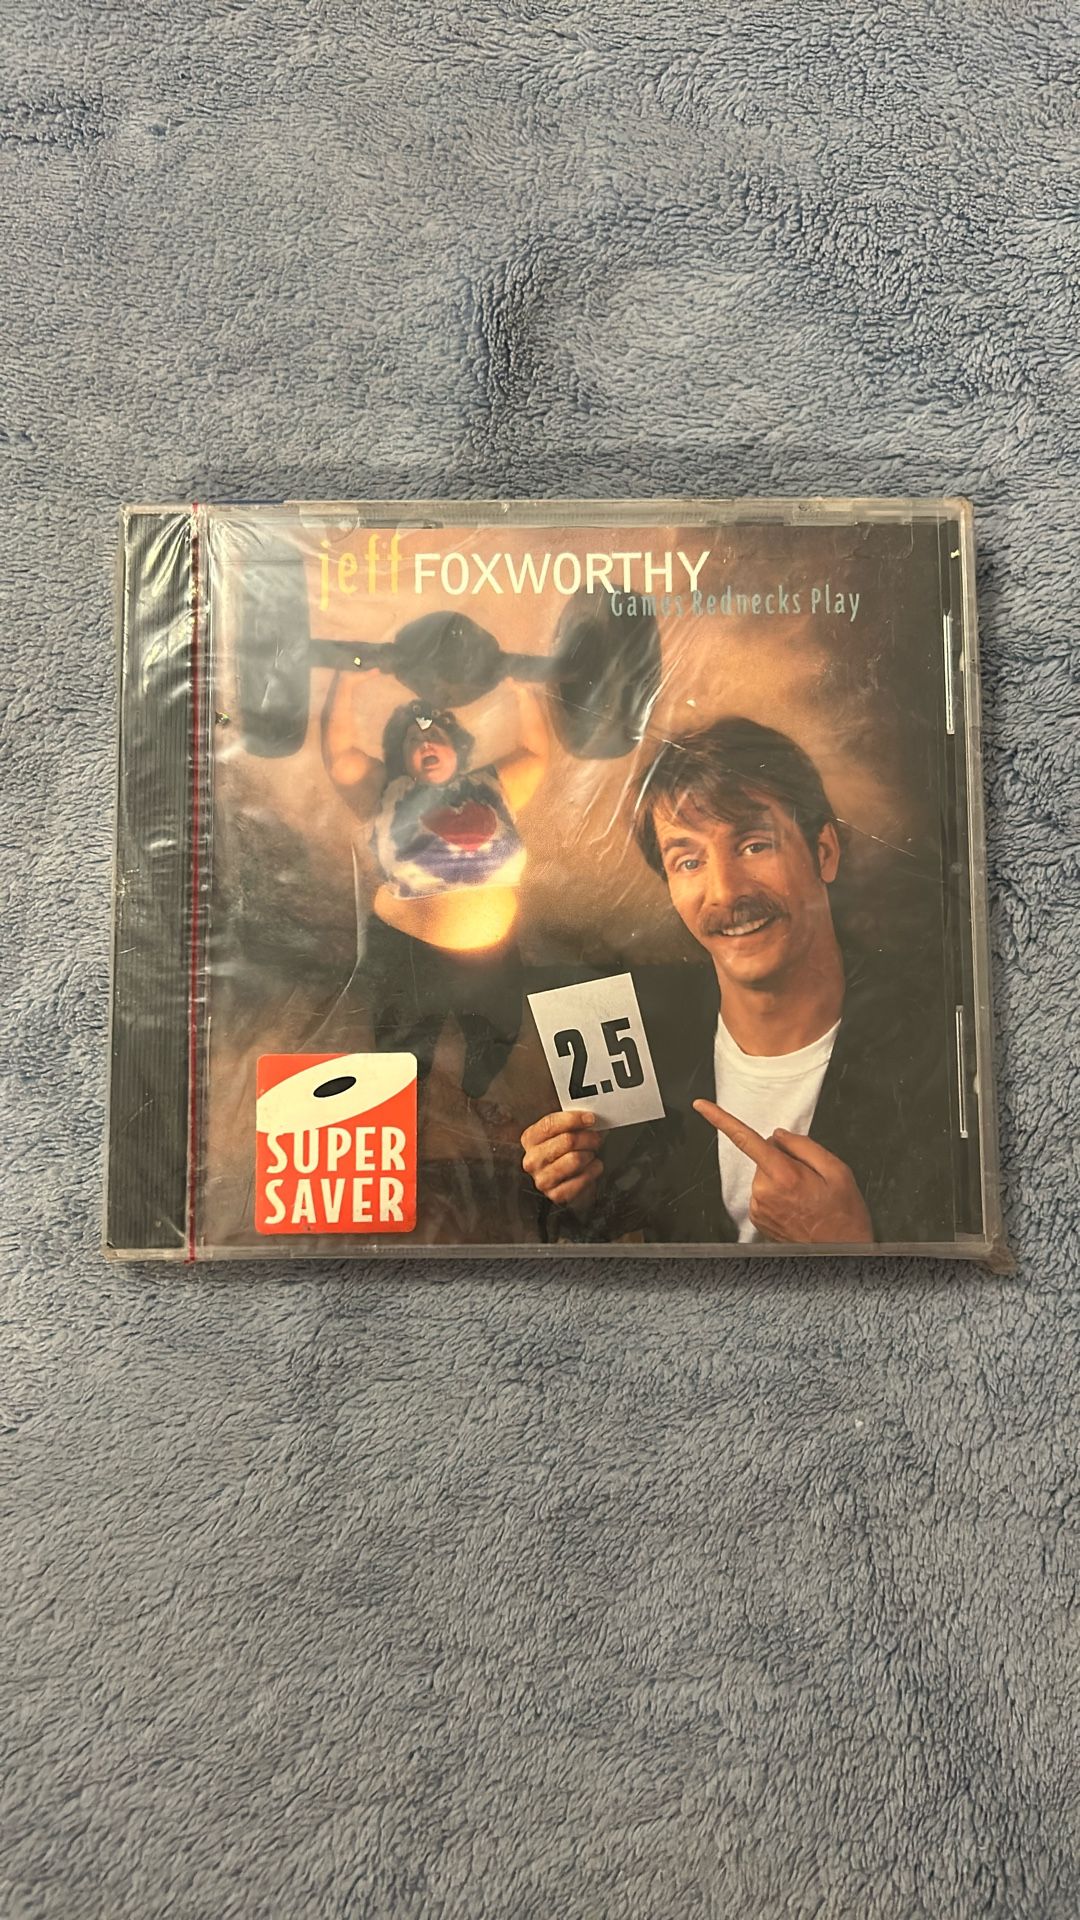 jeff FOXWORTHY
Games Rednecks Play
2.5
SUPER
SAVER